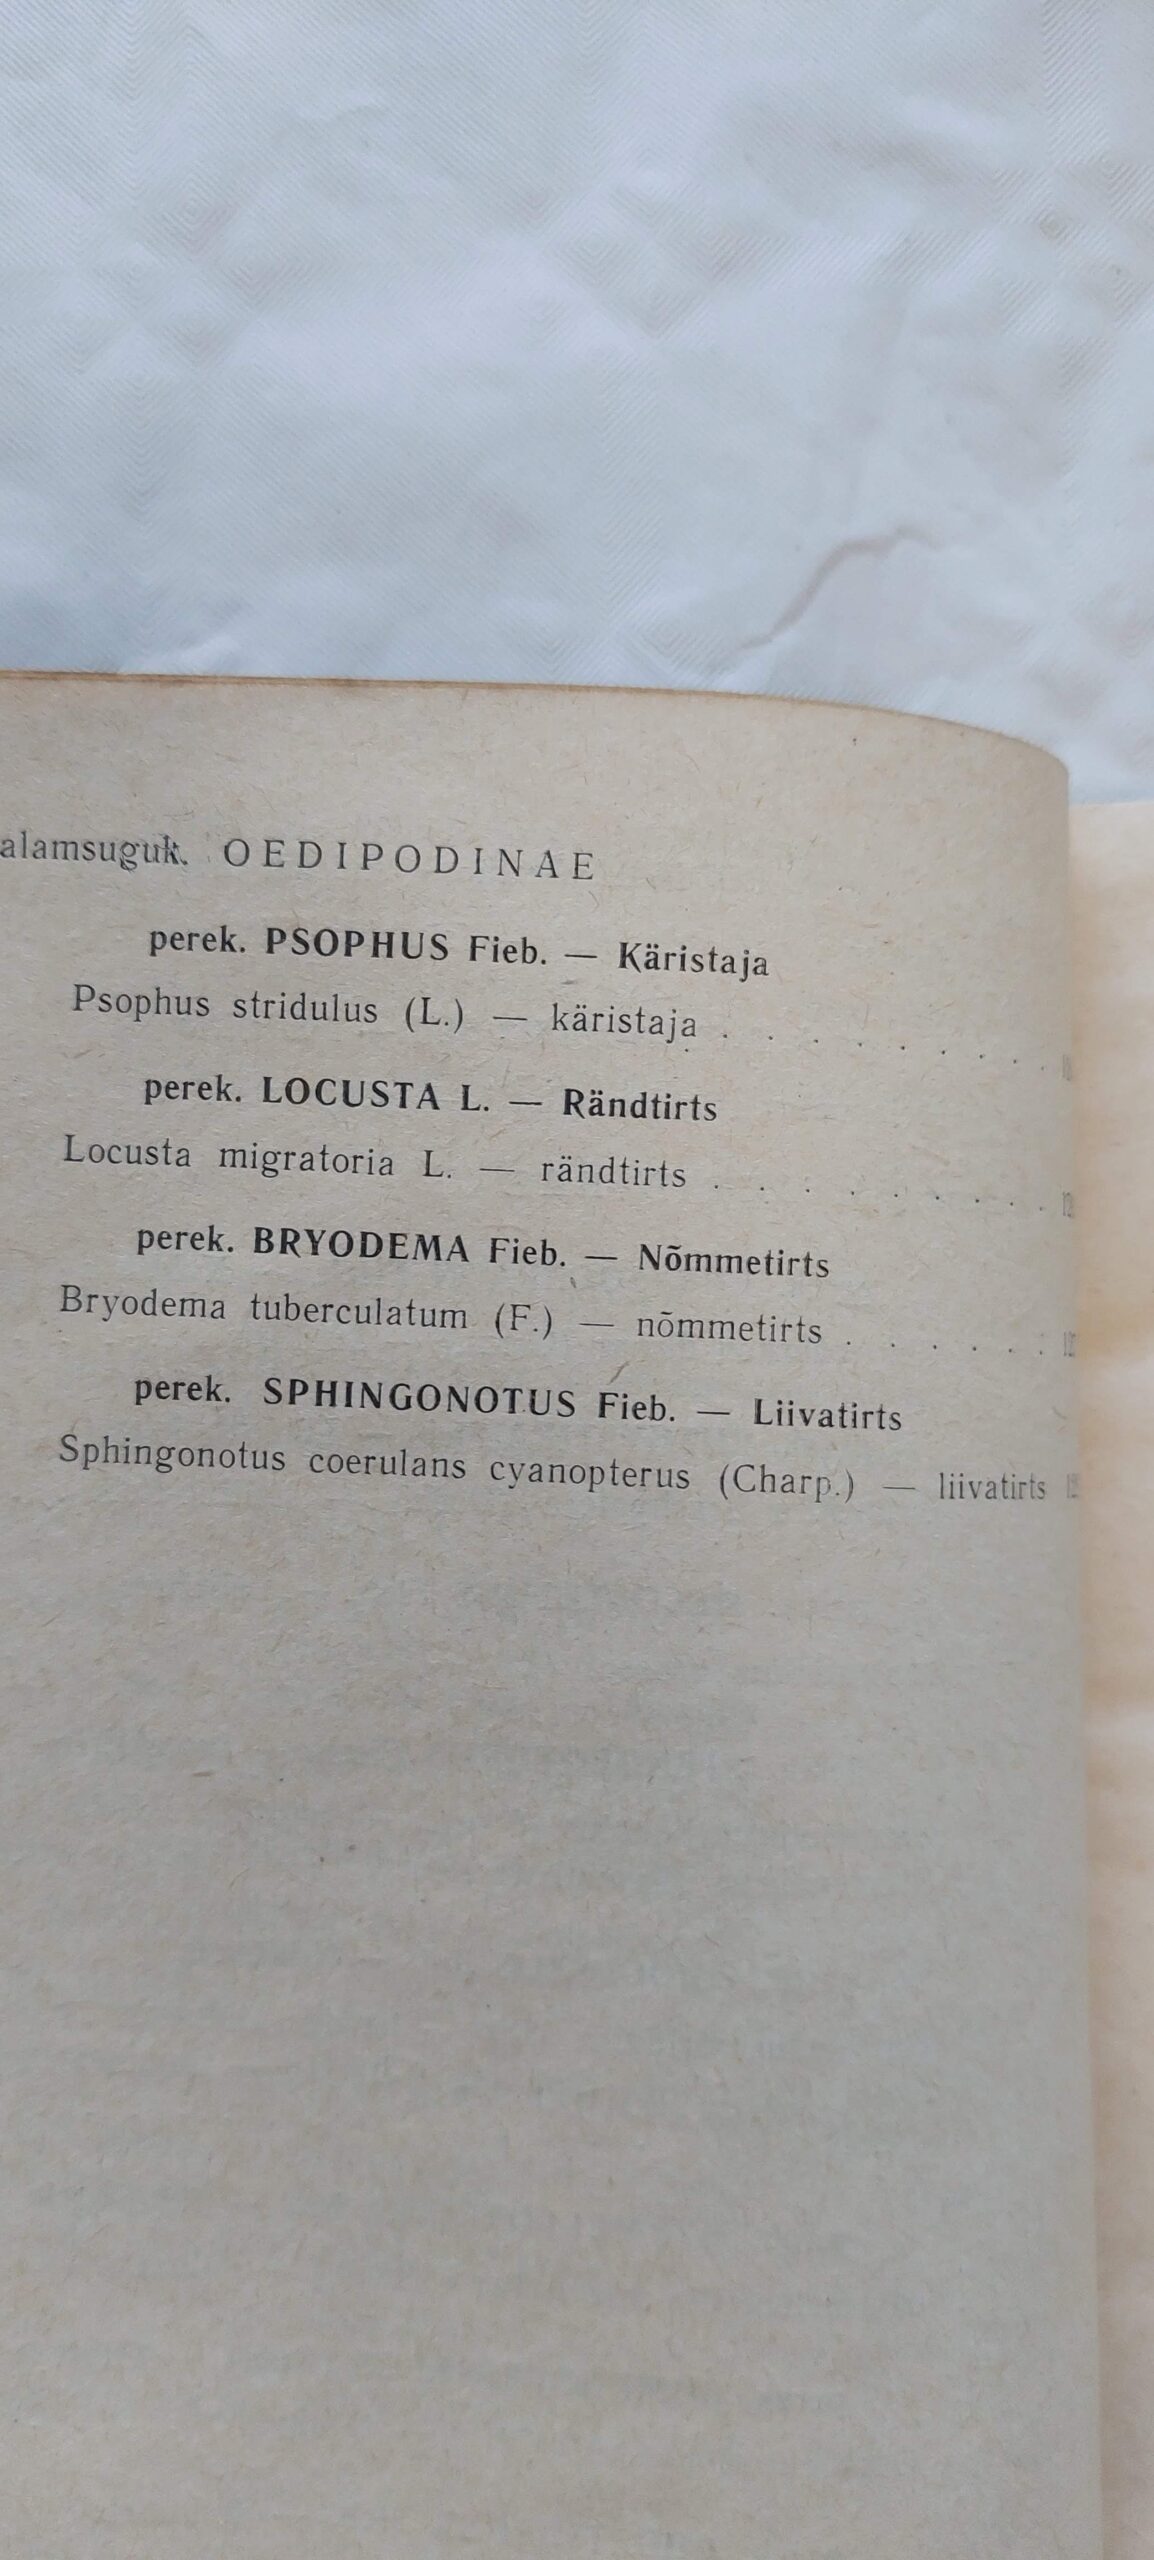 alamsuguk. OEDIPODINAE
perek. PSOPHUS Fieb. — Käristaja
Psophus stridulus (L.) — käristaja . . . . . . . . .
perek. LOCUSTA L. — Rändtirts
Locusta migratoria L. — rändtirts . . . . . . . . .
perek. BRYODEMA Fieb. — Nõmmetirts
Bryodema tuberculatum (F.) — nõmmetirts . . . . . .
perek. SPHINGONOTUS Fieb. — Liivatirts
Sphingonotus coerulans cyanopterus (Charp.) — liivatirts